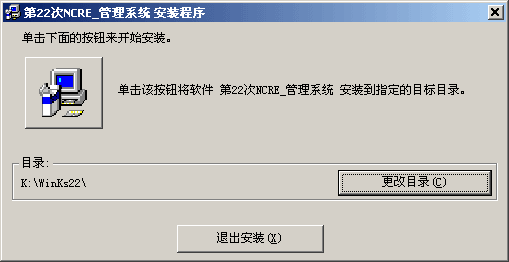 第22次NCRE_管理系统 安装程序
单击下面的按钮来开始安装。
单击该按钮将软件 第22次NCRE_管理系统 安装到指定的目标目录。
目录:
K:\WinKs22\
更改目录(C)
退出安装(X)